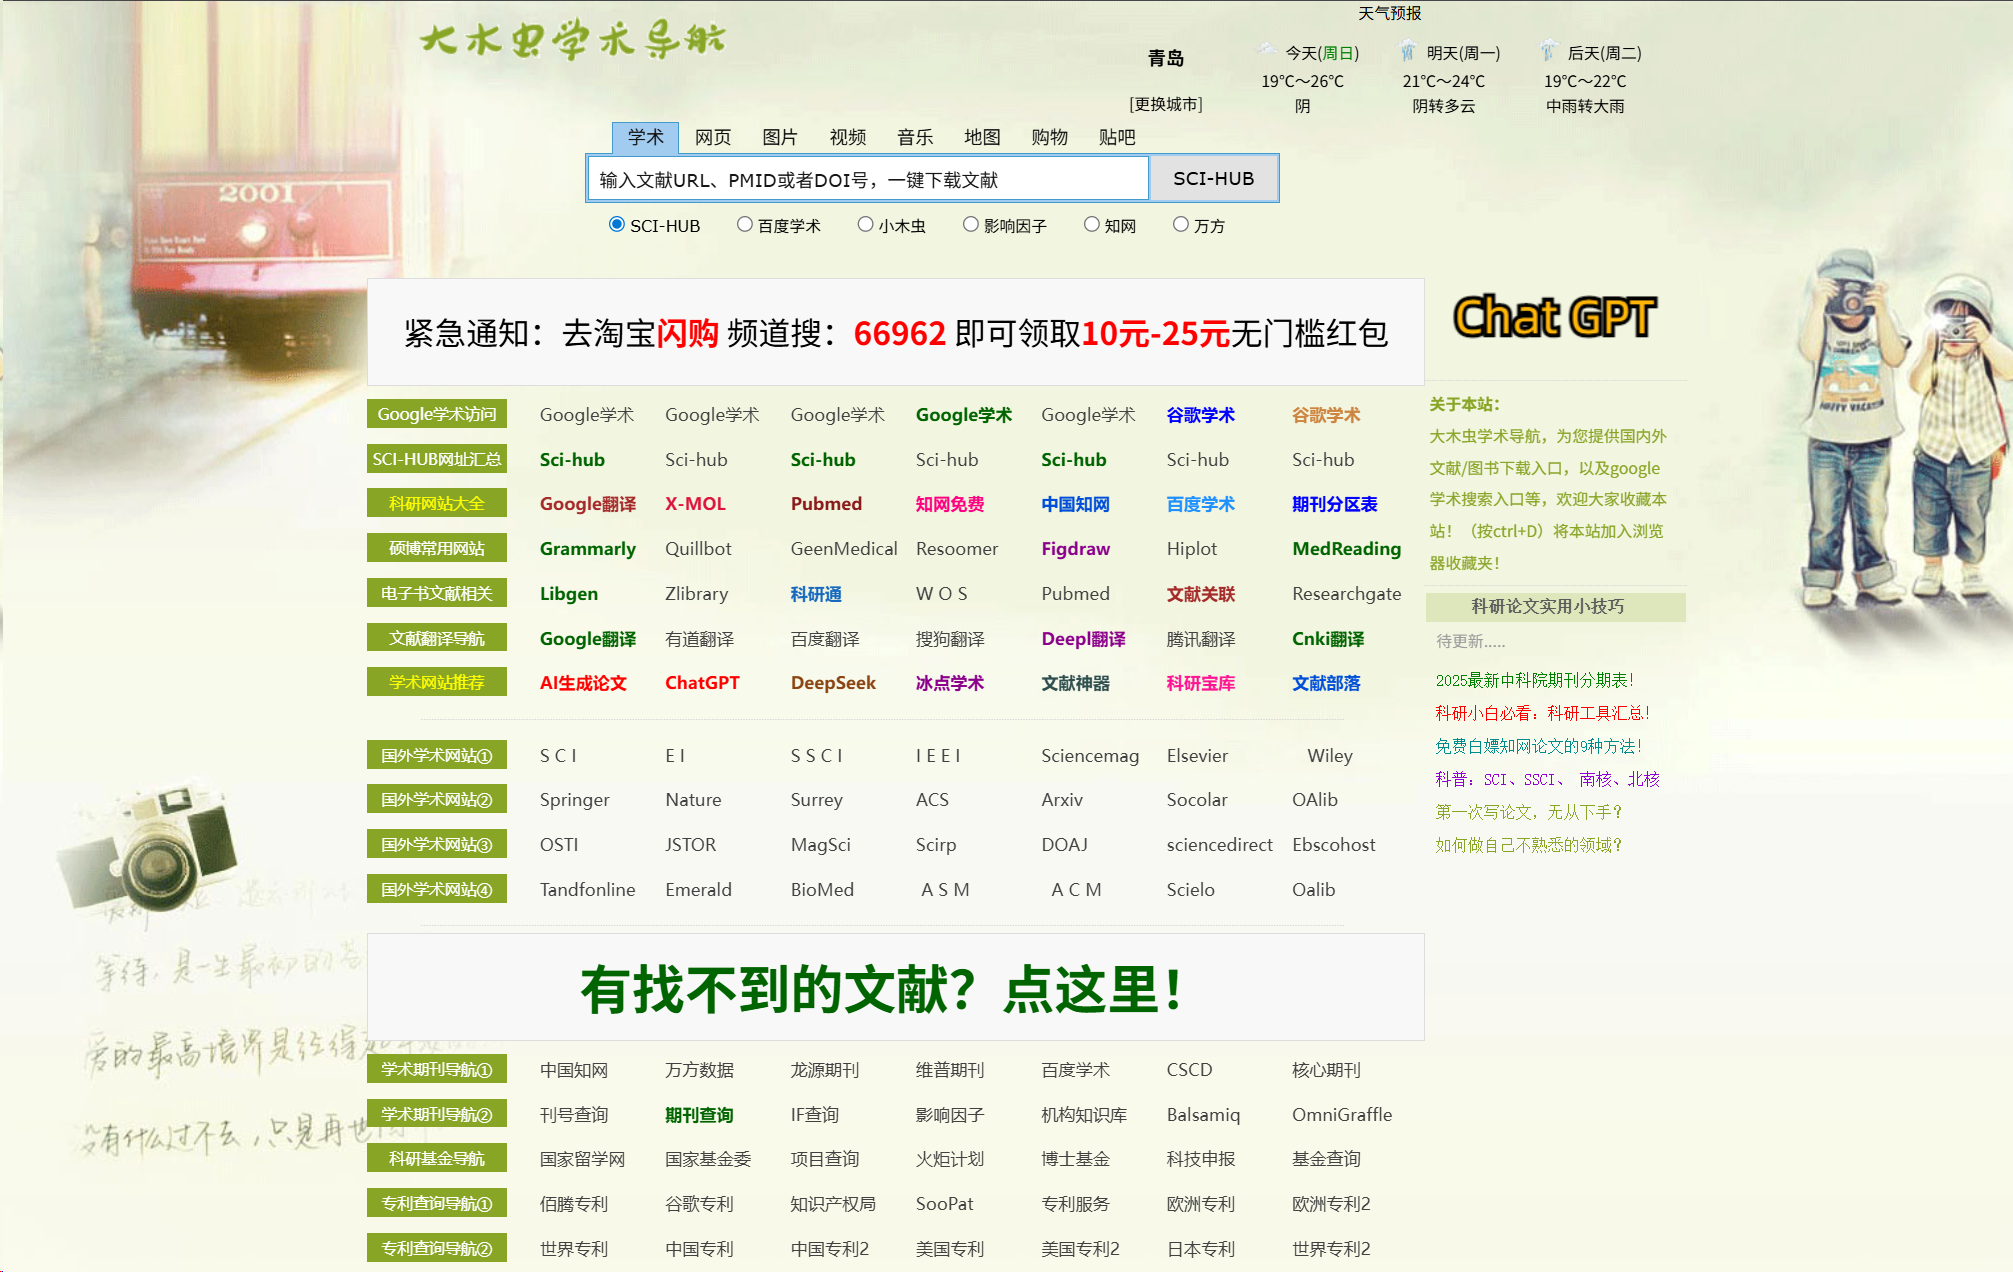 大木虫学术导航
天气预报
青岛
[更换城市]
今天(周日) 明天(周一) 后天(周二)
19℃～26℃ 21℃～24℃ 19℃～22℃
阴 阴转多云 中雨转大雨
学术 网页 图片 视频 音乐 地图 购物 贴吧
输入文献URL、PMID或者DOI号，一键下载文献 SCI-HUB
SCI-HUB 百度学术 小木虫 影响因子 知网 万方
2001
紧急通知：去淘宝闪购 频道搜：66962 即可领取10元-25元无门槛红包
Google学术访问 Google学术 Google学术 Google学术 Google学术 Google学术 谷歌学术 谷歌学术
SCI-HUB网址汇总 Sci-hub Sci-hub Sci-hub Sci-hub Sci-hub Sci-hub Sci-hub
科研网站大全 Google翻译 X-MOL Pubmed 知网免费 中国知网 百度学术 期刊分区表
硕博常用网站 Grammarly Quillbot GeenMedical Resoomer Figdraw Hiplot MedReading
电子书文献相关 Libgen Zlibrary 科研通 W O S Pubmed 文献关联 Researchgate
文献翻译导航 Google翻译 有道翻译 百度翻译 搜狗翻译 Deepl翻译 腾讯翻译 Cnki翻译
学术网站推荐 AI生成论文 ChatGPT DeepSeek 冰点学术 文献神器 科研宝库 文献部落
国外学术网站① S C I E I S S C I I E E I Sciencemag Elsevier Wiley
国外学术网站② Springer Nature Surrey ACS Arxiv Socolar OAlib
国外学术网站③ OSTI JSTOR MagSci Scirp DOAJ sciencedirect Ebscohost
国外学术网站④ Tandfonline Emerald BioMed A S M A C M Scielo Oalib
有找不到的文献？点这里！
学术期刊导航① 中国知网 万方数据 龙源期刊 维普期刊 百度学术 CSCD 核心期刊
学术期刊导航② 刊号查询 期刊查询 IF查询 影响因子 机构知识库 Balsamiq OmniGraffle
科研基金导航 国家留学网 国家基金委 项目查询 火炬计划 博士基金 科技申报 基金查询
专利查询导航① 佰腾专利 谷歌专利 知识产权局 SooPat 专利服务 欧洲专利 欧洲专利2
专利查询导航② 世界专利 中国专利 中国专利2 美国专利 美国专利2 日本专利 世界专利2
Chat GPT
关于本站：
大木虫学术导航，为您提供国内外
文献/图书下载入口，以及google
学术搜索入口等，欢迎大家收藏本
站！（按ctrl+D）将本站加入浏览
器收藏夹！
科研论文实用小技巧
待更新.....
2025最新中科院期刊分期表！
科研小白必看：科研工具汇总！
免费白嫖知网论文的9种方法！
科普：SCI、SSCI、 南核、北核
第一次写论文，无从下手？
如何做自己不熟悉的领域？
HAPPY VACATION
等待，是一生最初的苍
爱的最高境界是经得起
没有什么过不去，只是再也